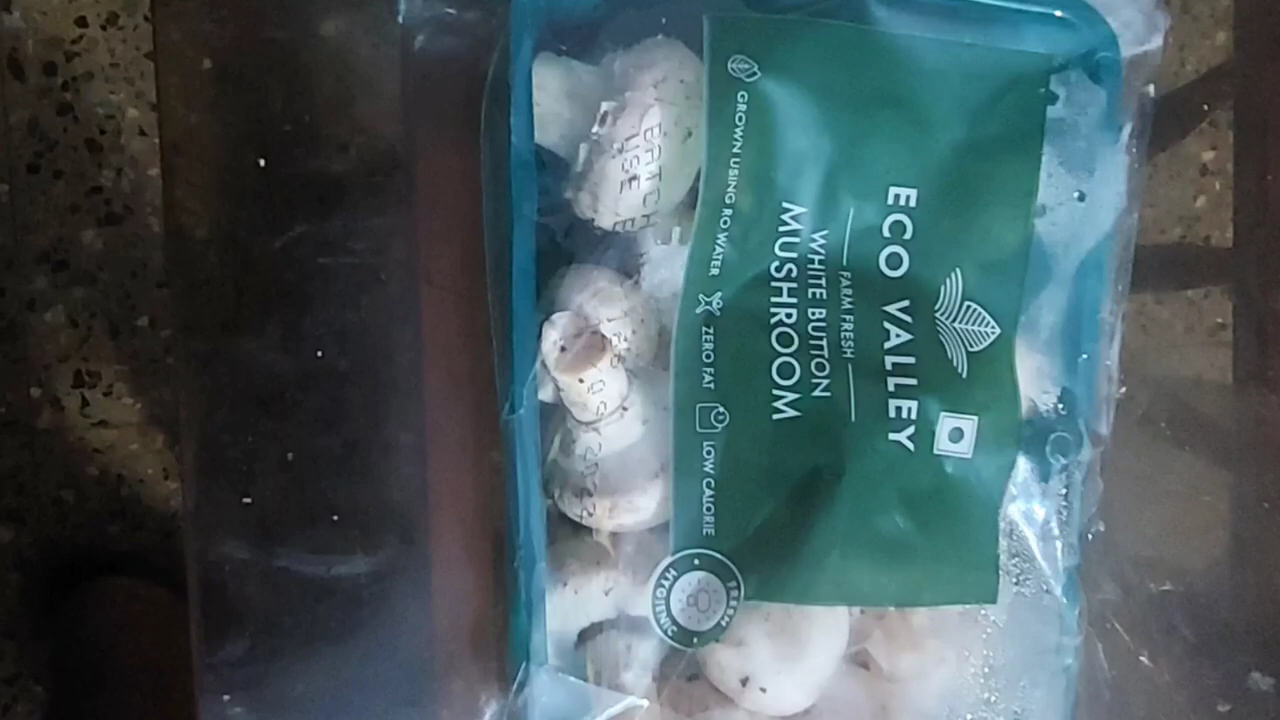 ECO VALLEY
FARM FRESH
WHITE BUTTON
MUSHROOM
GROWN USING RO WATER
ZERO FAT
LOW CALORIE
FRESH
HYGIENIC
BATCH
USE